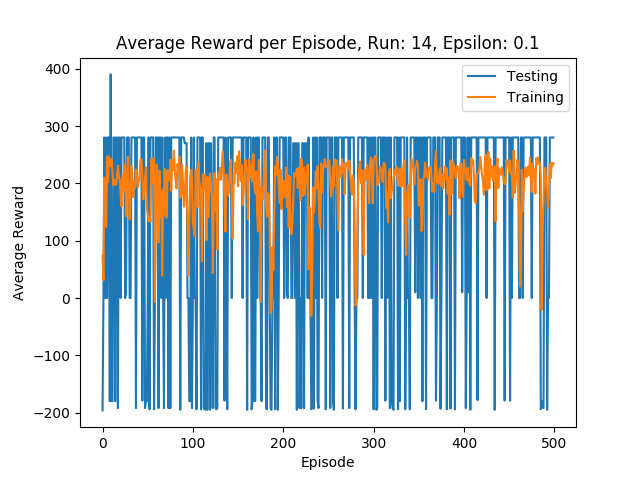 Average Reward per Episode, Run: 14, Epsilon: 0.1
Testing
Training
Average Reward
400
300
200
100
0
−100
−200
0
100
200
300
400
500
Episode